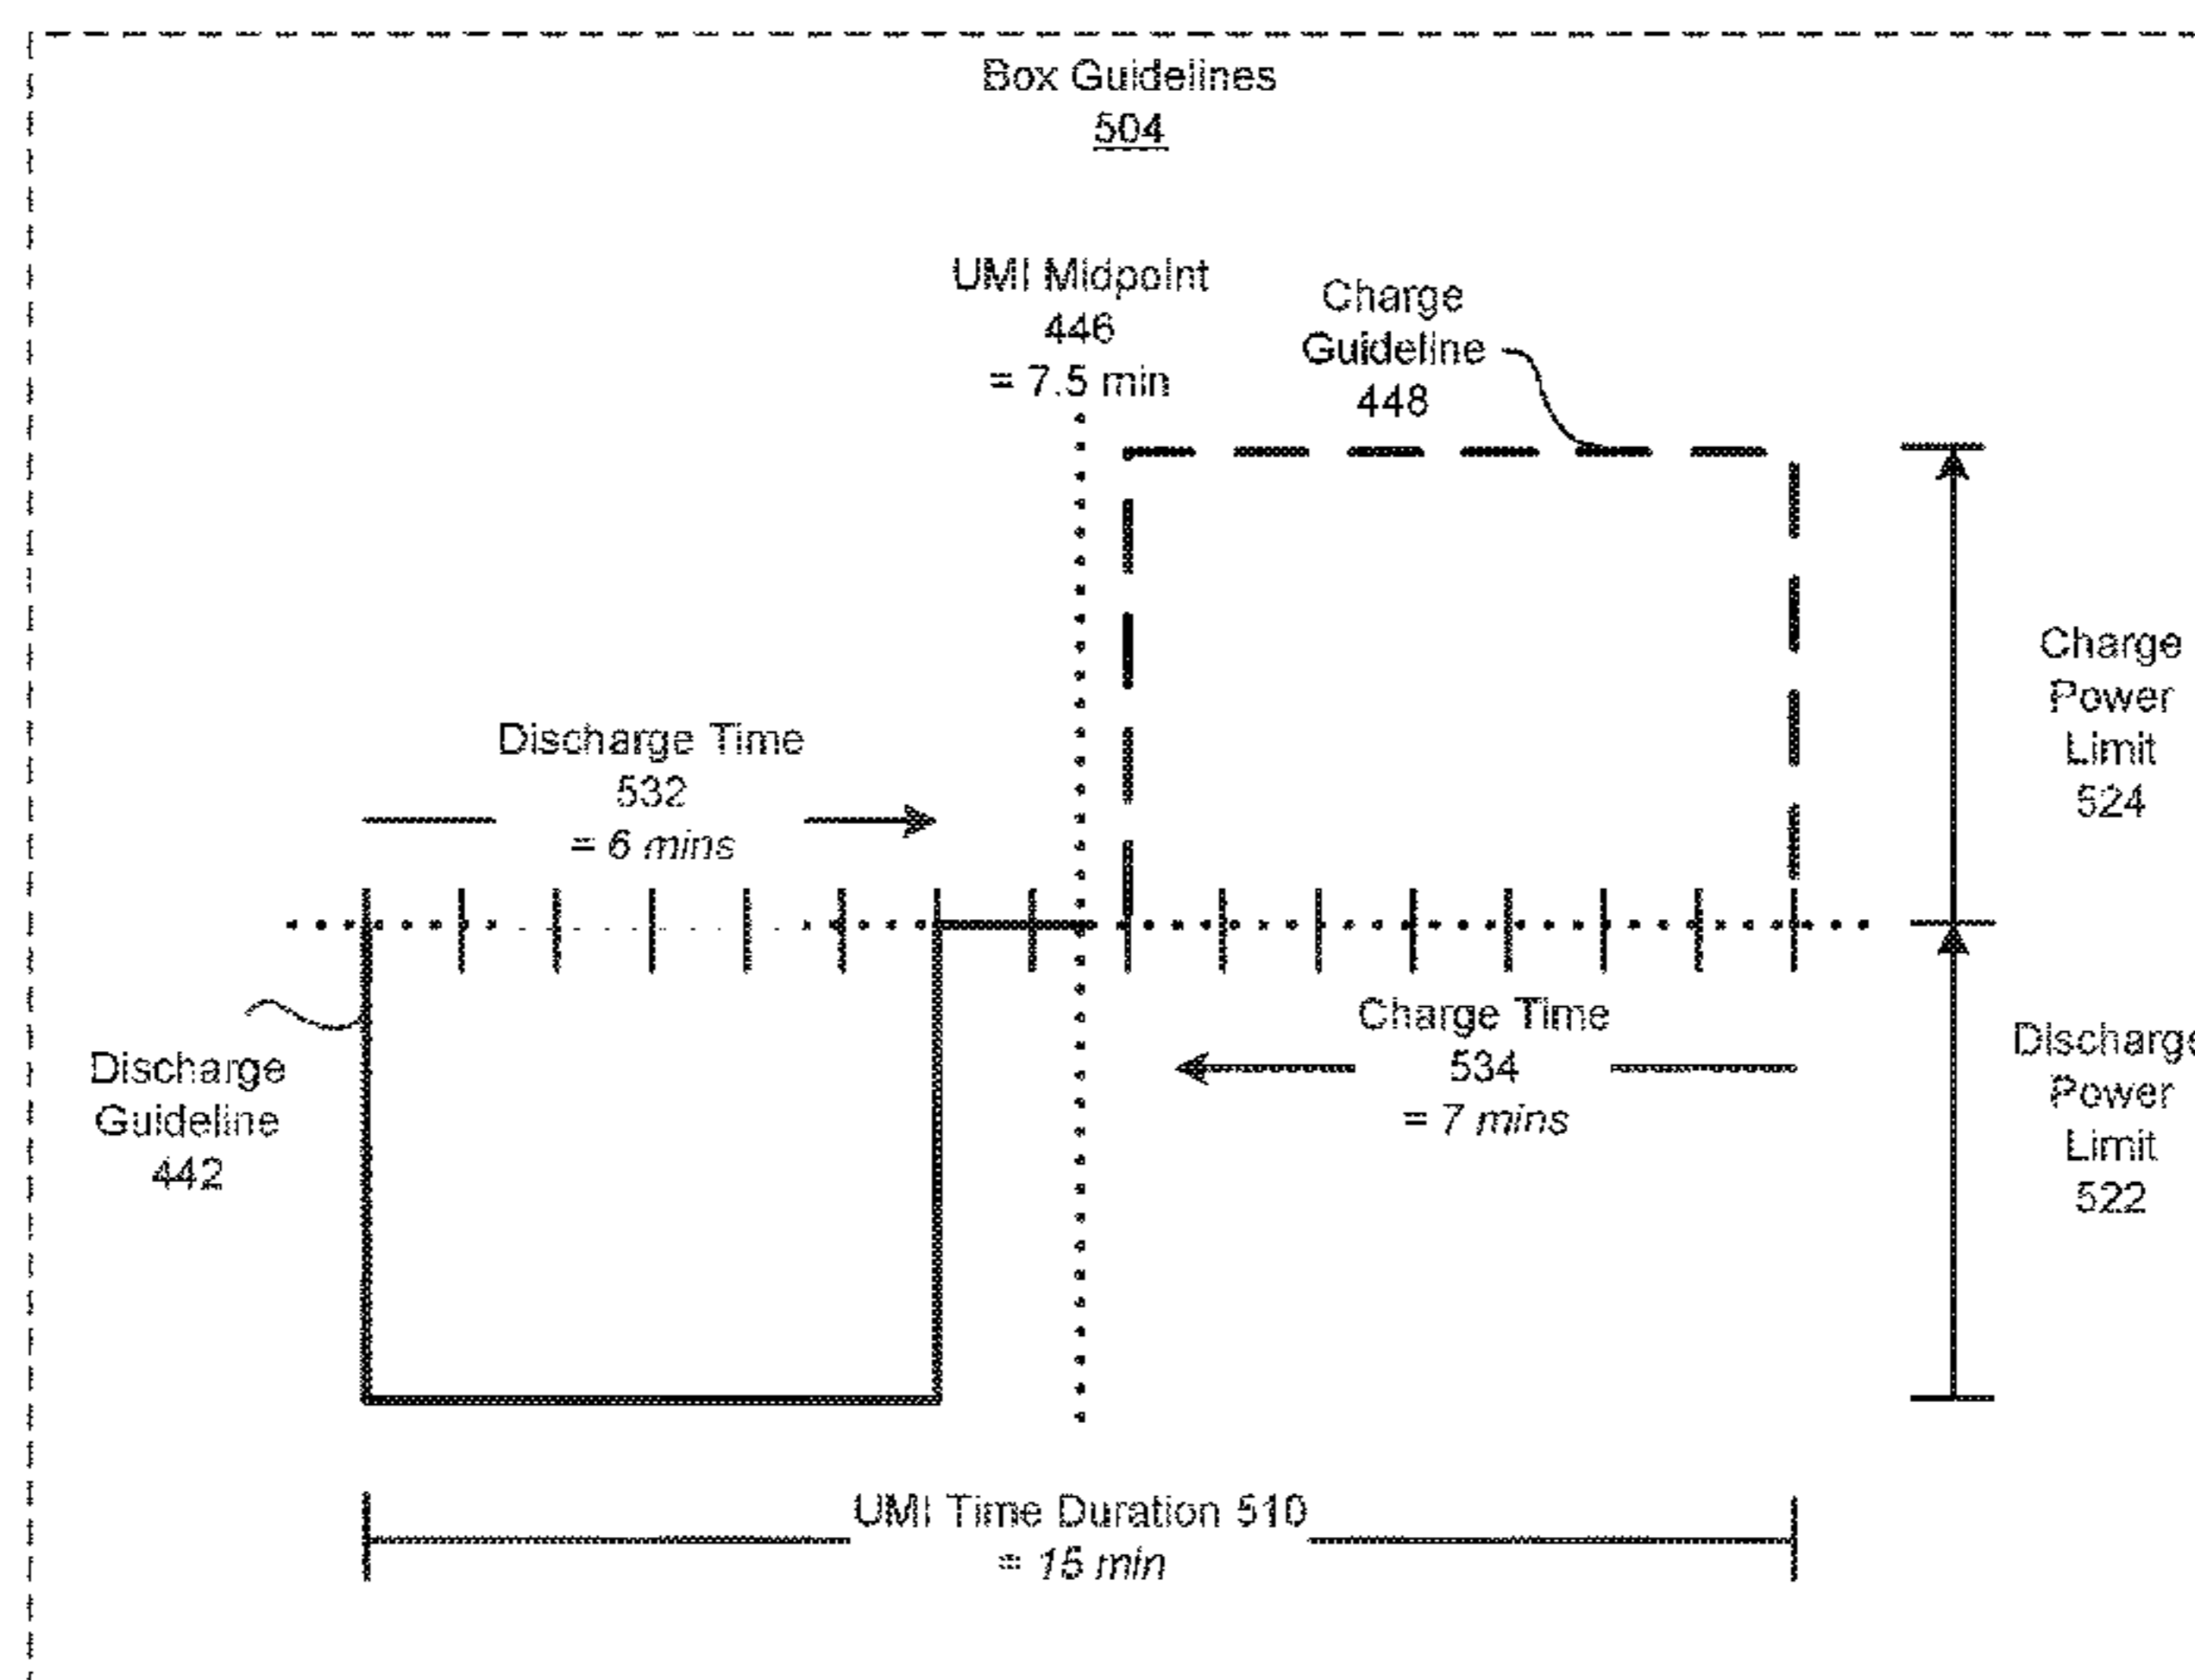 Box Guidelines
504
UMI Midpoint
446
= 7.5 min
Charge
Guideline
448
Discharge Time
532
= 6 mins
Charge
Power
Limit
524
Charge Time
534
= 7 mins
Discharge
Guideline
442
Discharge
Power
Limit
522
UMI Time Duration 510
= 15 min